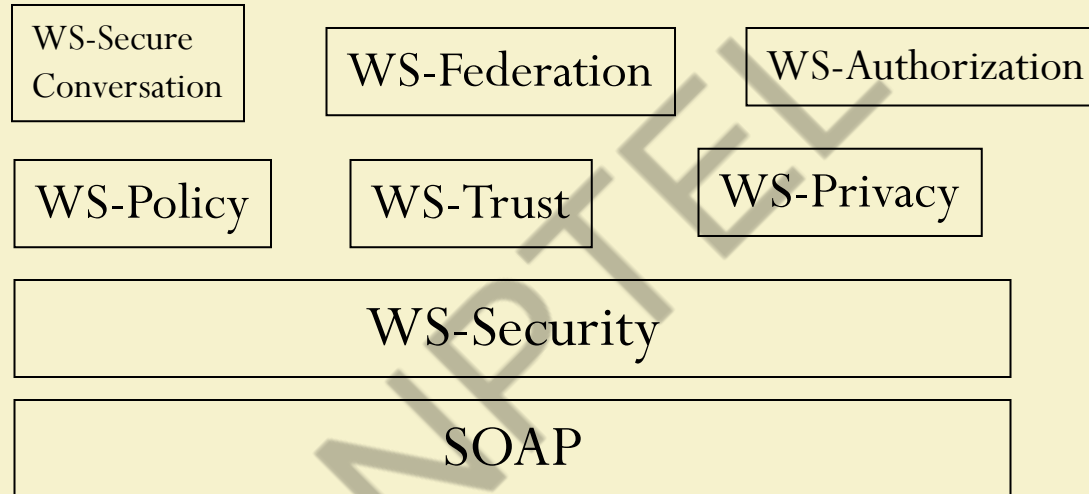 WS-Secure
Conversation
WS-Federation
WS-Authorization
WS-Policy
WS-Trust
WS-Privacy
WS-Security
SOAP
NPTEL